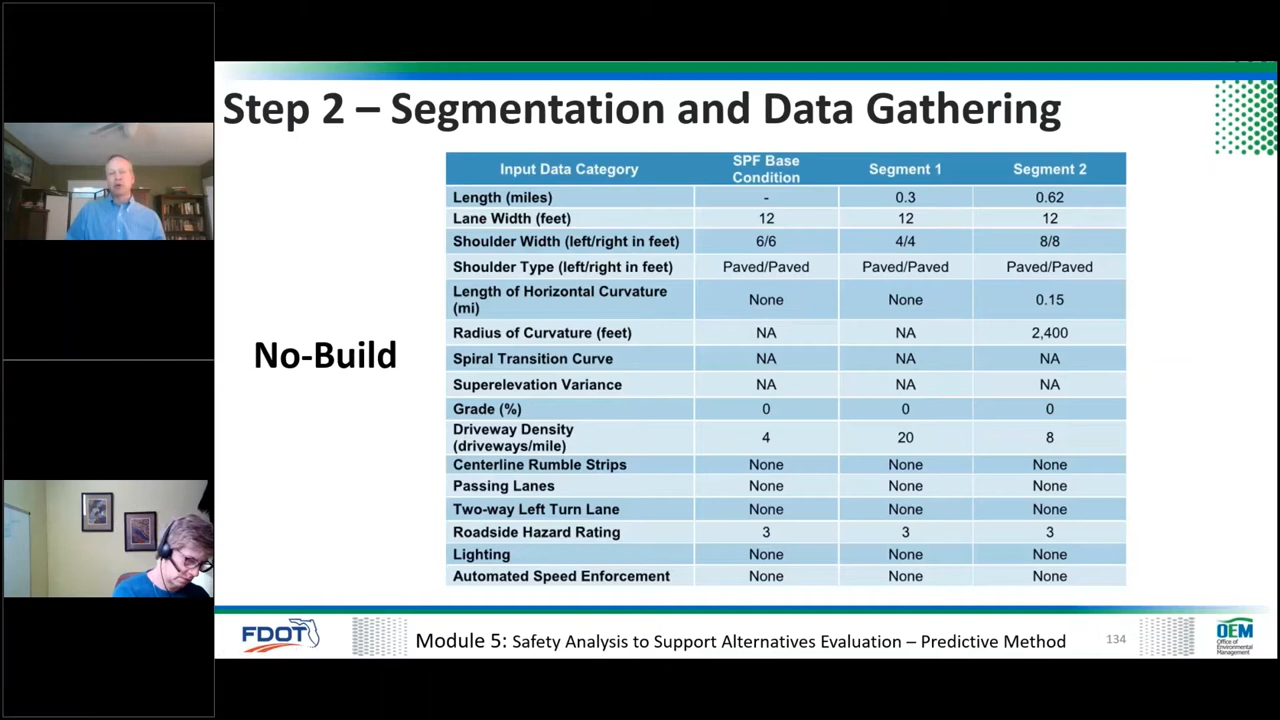 Step 2 – Segmentation and Data Gathering
No-Build
Input Data Category SPF Base Condition Segment 1 Segment 2
Length (miles) - 0.3 0.62
Lane Width (feet) 12 12 12
Shoulder Width (left/right in feet) 6/6 4/4 8/8
Shoulder Type (left/right in feet) Paved/Paved Paved/Paved Paved/Paved
Length of Horizontal Curvature (mi) None None 0.15
Radius of Curvature (feet) NA NA 2,400
Spiral Transition Curve NA NA NA
Superelevation Variance NA NA NA
Grade (%) 0 0 0
Driveway Density (driveways/mile) 4 20 8
Centerline Rumble Strips None None None
Passing Lanes None None None
Two-way Left Turn Lane None None None
Roadside Hazard Rating 3 3 3
Lighting None None None
Automated Speed Enforcement None None None
FDOT
Module 5: Safety Analysis to Support Alternatives Evaluation – Predictive Method
134
OEM
Office of
Environmental
Management